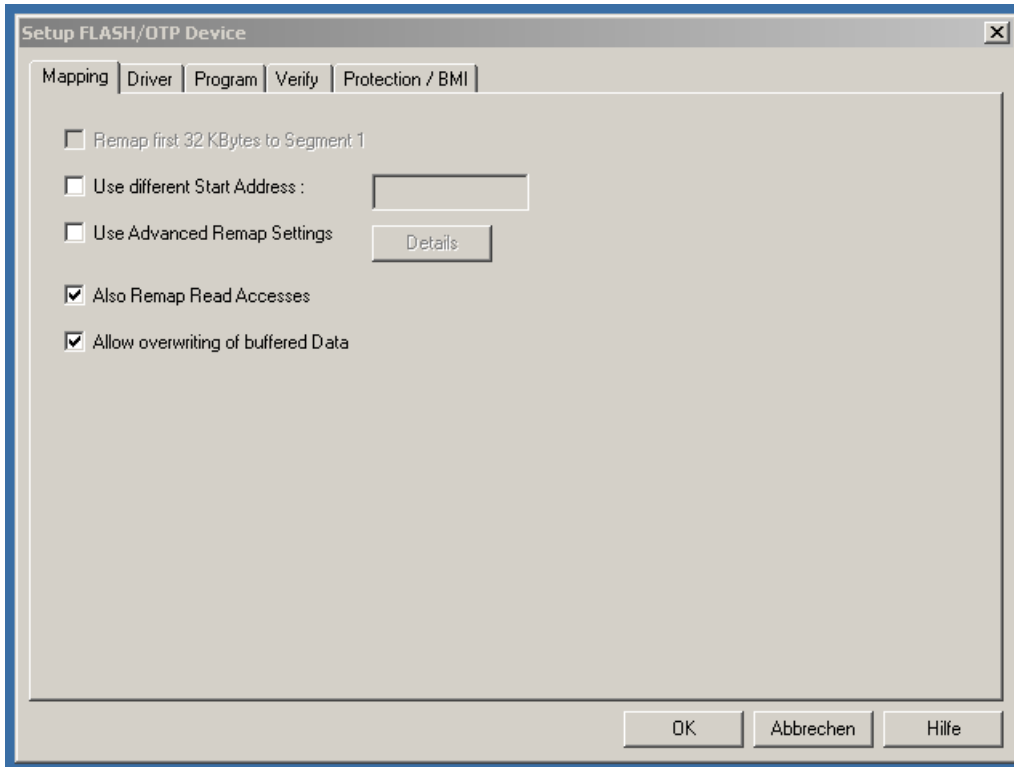 Setup FLASH/OTP Device
Mapping Driver Program Verify Protection / BMI
Remap first 32 KBytes to Segment 1
Use different Start Address :
Use Advanced Remap Settings Details
Also Remap Read Accesses
Allow overwriting of buffered Data
OK Abbrechen Hilfe